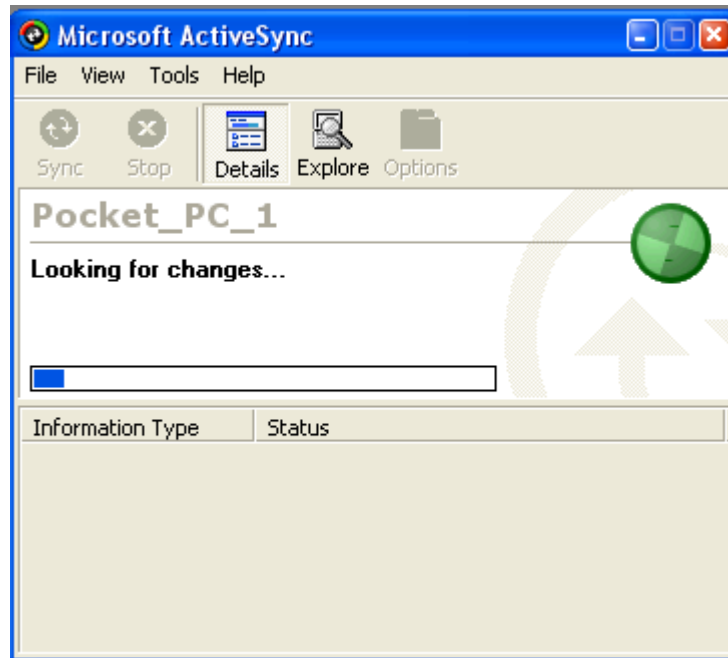 Microsoft ActiveSync
File View Tools Help
Sync Stop Details Explore Options
Pocket_PC_1
Looking for changes...
Information Type Status